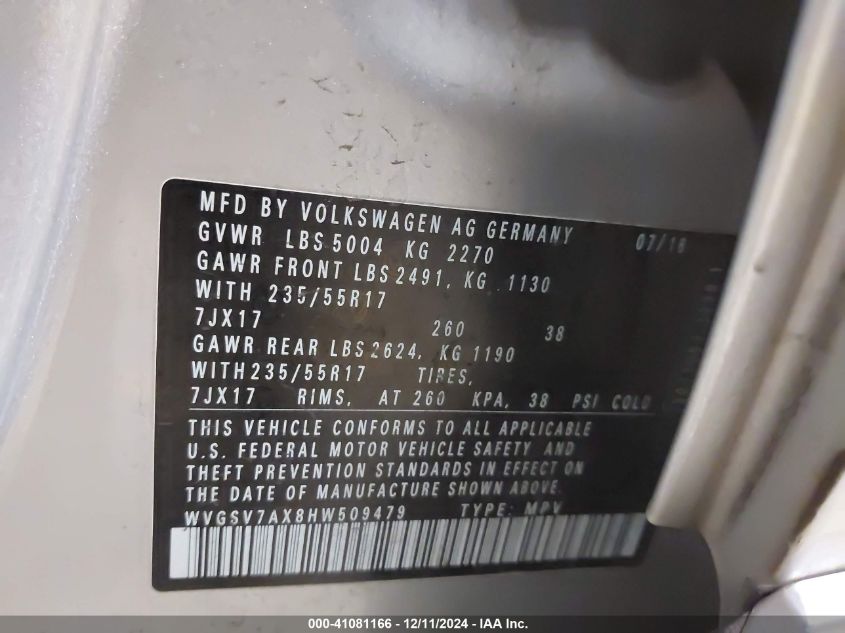 MFD BY VOLKSWAGEN AG GERMANY 07/16
GVWR LBS 5004 KG 2270
GAWR FRONT LBS 2491, KG 1130
WITH 235/55R17
7JX17 260 38
GAWR REAR LBS 2624, KG 1190
WITH 235/55R17 TIRES,
7JX17 RIMS, AT 260 KPA, 38 PSI COLD
THIS VEHICLE CONFORMS TO ALL APPLICABLE
U.S. FEDERAL MOTOR VEHICLE SAFETY AND
THEFT PREVENTION STANDARDS IN EFFECT ON
THE DATE OF MANUFACTURE SHOWN ABOVE.
WVGSV7AX8HW509479 TYPE: MPV
000-41081166 - 12/11/2024 - IAA Inc.